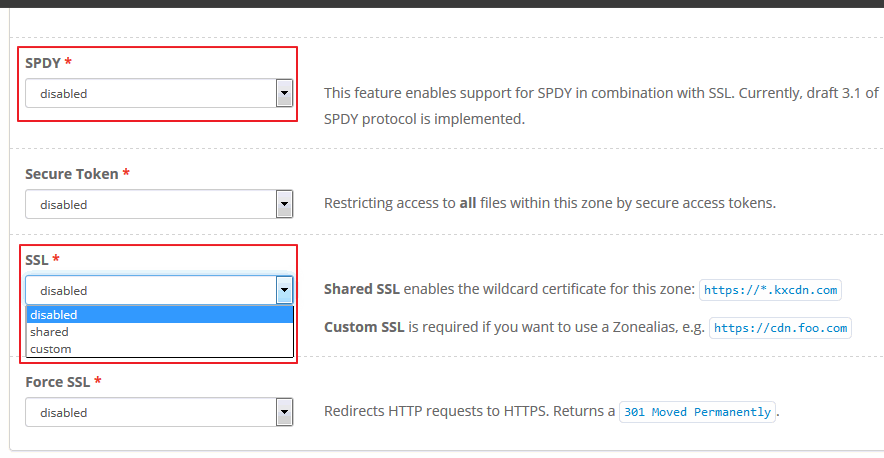 SPDY *
disabled
This feature enables support for SPDY in combination with SSL. Currently, draft 3.1 of
SPDY protocol is implemented.
Secure Token *
disabled
Restricting access to all files within this zone by secure access tokens.
SSL *
disabled
disabled
shared
custom
Shared SSL enables the wildcard certificate for this zone: https://*.kxcdn.com
Custom SSL is required if you want to use a Zonealias, e.g. https://cdn.foo.com
Force SSL *
disabled
Redirects HTTP requests to HTTPS. Returns a 301 Moved Permanently.